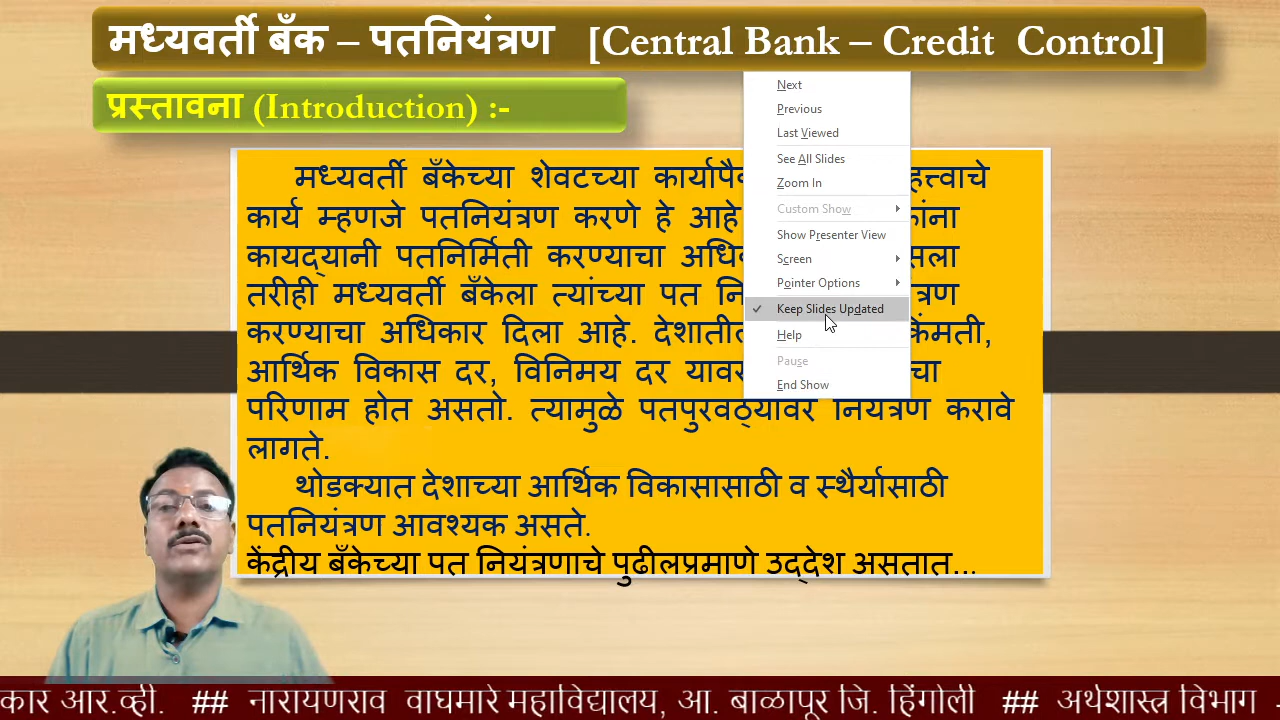 मध्यवर्ती बँक – पतनियंत्रण [Central Bank – Credit Control]
प्रस्तावना (Introduction) :-
मध्यवर्ती बँकेच्या शेवटच्या कार्यापै
कार्य म्हणजे पतनियंत्रण करणे हे आहे
कायद्यानी पतनिर्मिती करण्याचा
तरीही मध्यवर्ती बँकेला त्यांच्या पत
करण्याचा अधिकार दिला आहे. देशातील किंमती,
आर्थिक विकास दर, विनिमय दर
परिणाम होत असतो. त्यामुळे पतपुरवठ्यावर नियंत्रण करावे
लागते.
थोडक्यात देशाच्या आर्थिक विकासासाठी व स्थैर्यासाठी
पतनियंत्रण आवश्यक असते.
केंद्रीय बँकेच्या पत नियंत्रणाचे पुढीलप्रमाणे उद्देश असतात...
Next
Previous
Last Viewed
See All Slides
Zoom In
Custom Show
Show Presenter View
Screen
Pointer Options
Keep Slides Updated
Help
Pause
End Show
कार आर.व्ही. ## नारायणराव वाघमारे महाविद्यालय, आ. बाळापूर जि. हिंगोली ## अर्थशास्त्र विभाग